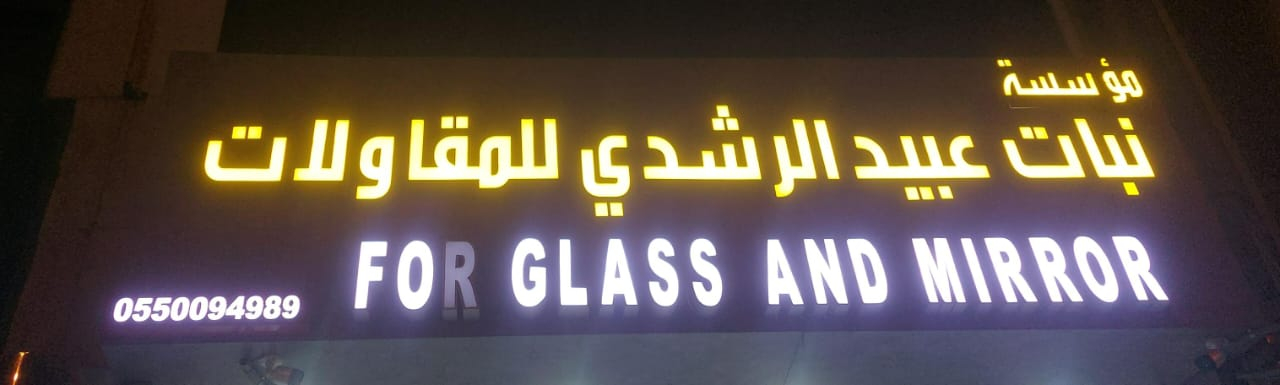 مؤسسة
نبات عبيد الرشدي للمقاولات
FOR GLASS AND MIRROR
0550094989